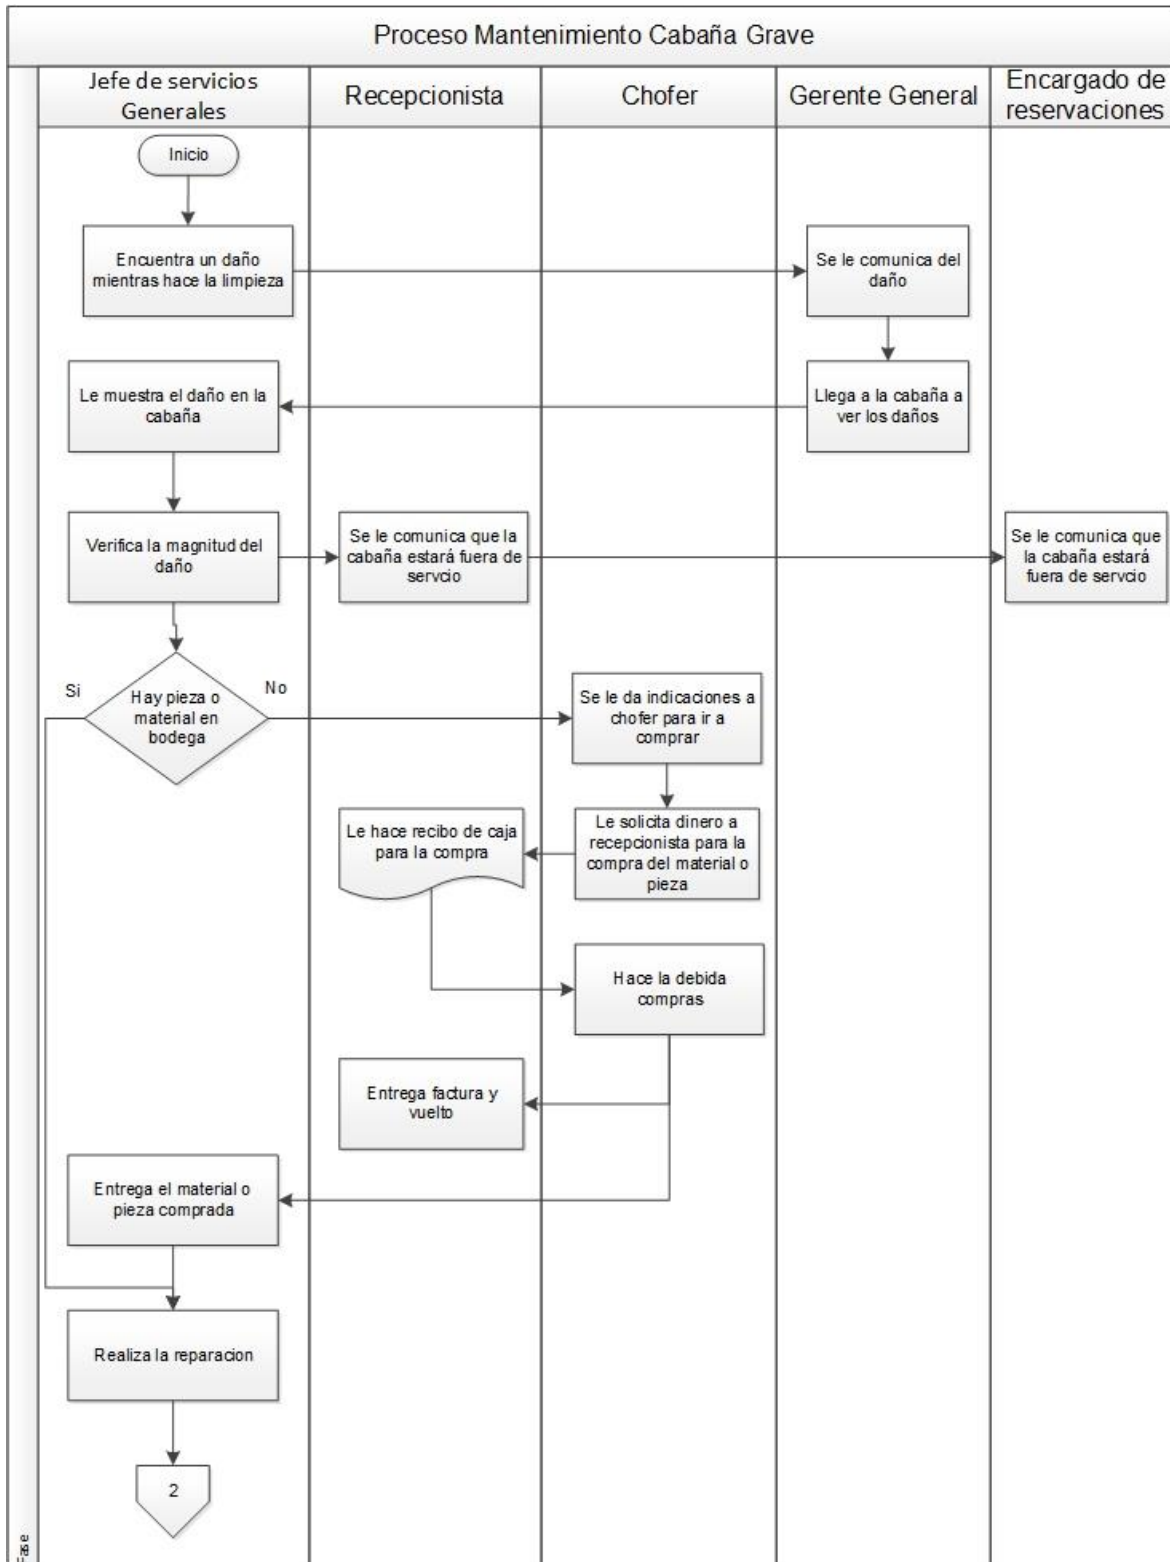 Proceso Mantenimiento Cabaña Grave
Jefe de servicios
Generales
Recepcionista
Chofer
Gerente General
Encargado de
reservaciones
Inicio
Encuentra un daño
mientras hace la limpieza
Se le comunica del
daño
Le muestra el daño en la
cabaña
Llega a la cabaña a
ver los daños
Verifica la magnitud del
daño
Se le comunica que la
cabaña estará fuera de
servcio
Se le comunica que
la cabaña estará
fuera de servcio
Si
Hay pieza o
material en
bodega
No
Se le da indicaciones a
chofer para ir a
comprar
Le hace recibo de caja
para la compra
Le solicita dinero a
recepcionista para la
compra del material o
pieza
Hace la debida
compras
Entrega factura y
vuelto
Entrega el material o
pieza comprada
Realiza la reparacion
2
Fase